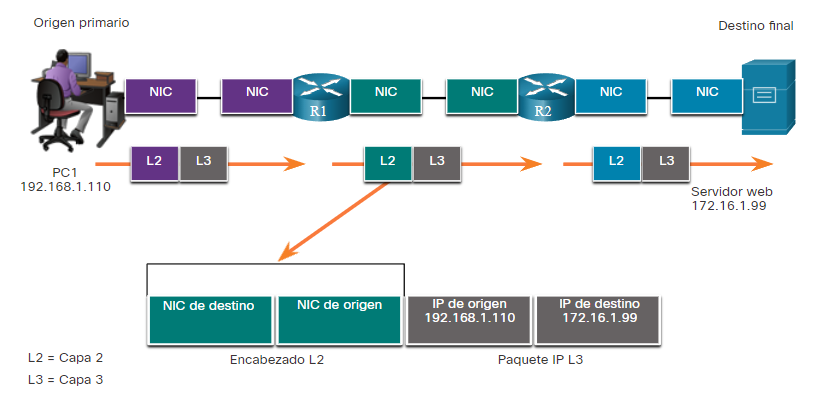 Origen primario
Destino final
NIC
NIC
R1
NIC
NIC
R2
NIC
NIC
PC1
192.168.1.110
L2
L3
L2
L3
L2
L3
Servidor web
172.16.1.99
NIC de destino
NIC de origen
IP de origen
192.168.1.110
IP de destino
172.16.1.99
L2 = Capa 2
Encabezado L2
Paquete IP L3
L3 = Capa 3